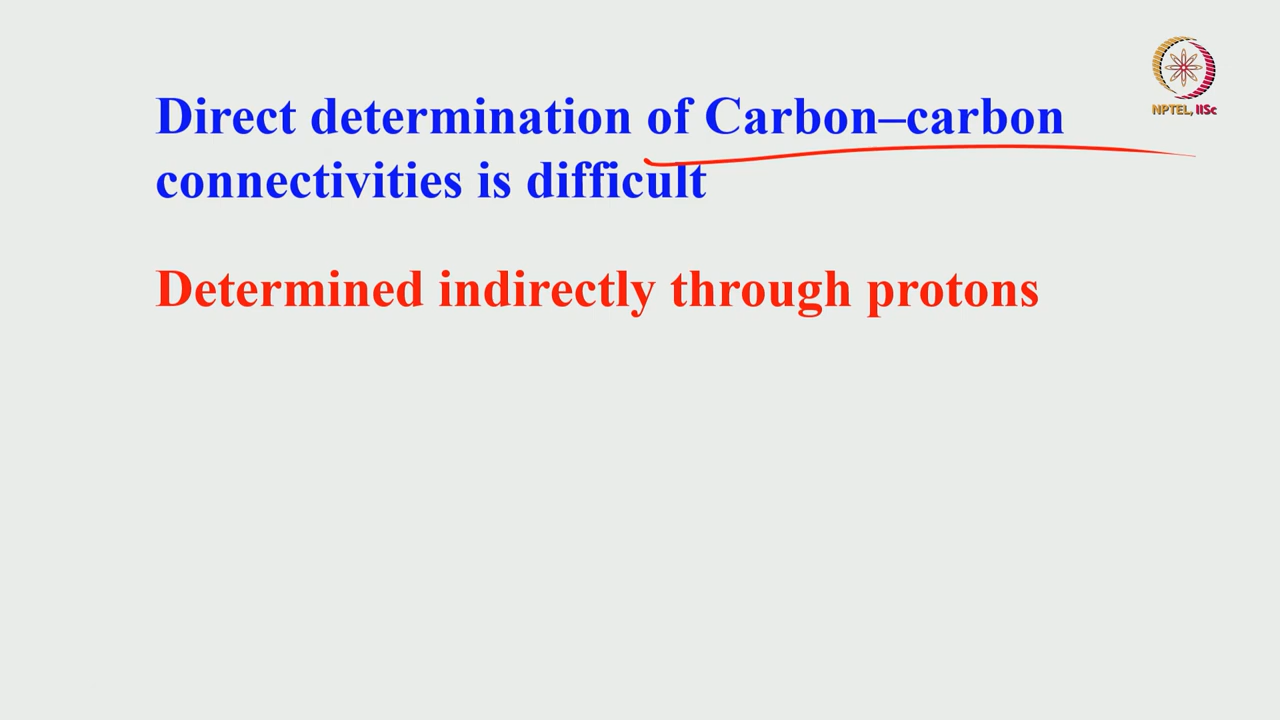 Direct determination of Carbon–carbon
connectivities is difficult
Determined indirectly through protons
NPTEL, IISc